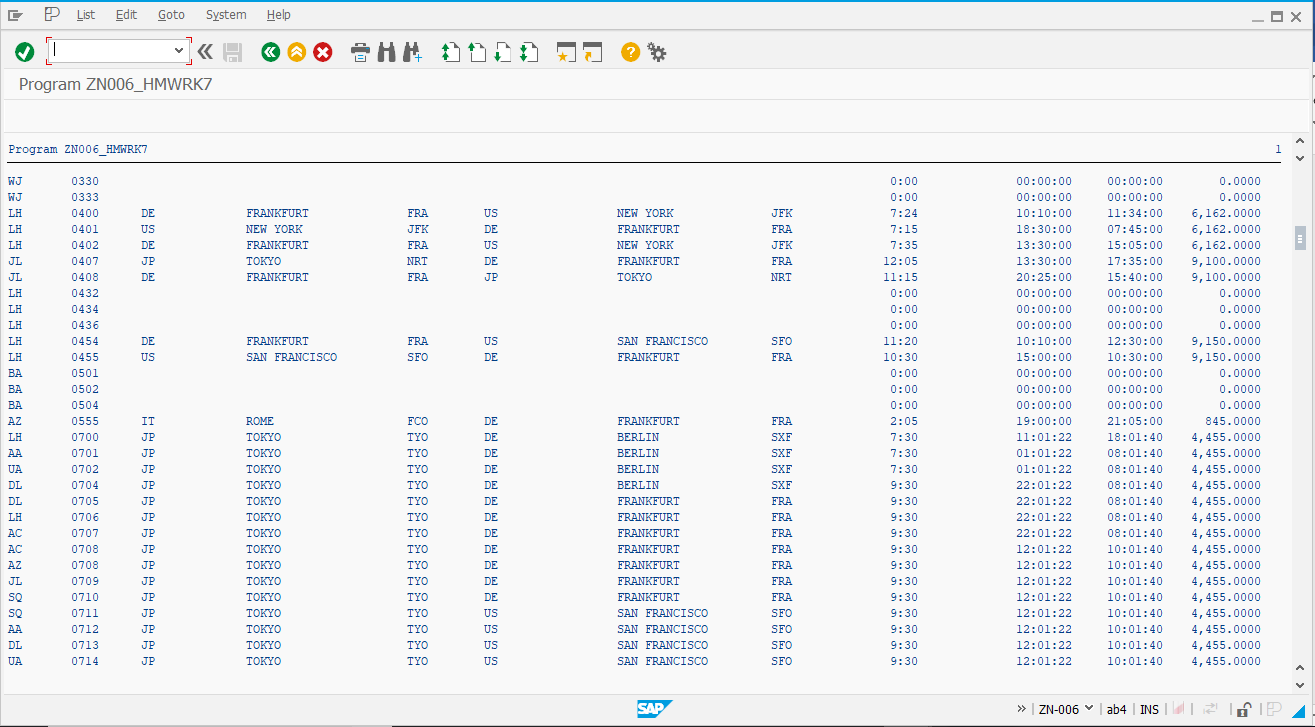 List Edit Goto System Help
Program ZN006_HMWRK7
Program ZN006_HMWRK7 1
WJ 0330 0:00 00:00:00 00:00:00 0.0000
WJ 0333 0:00 00:00:00 00:00:00 0.0000
LH 0400 DE FRANKFURT FRA US NEW YORK JFK 7:24 10:10:00 11:34:00 6,162.0000
LH 0401 US NEW YORK JFK DE FRANKFURT FRA 7:15 18:30:00 07:45:00 6,162.0000
LH 0402 DE FRANKFURT FRA US NEW YORK JFK 7:35 13:30:00 15:05:00 6,162.0000
JL 0407 JP TOKYO NRT DE FRANKFURT FRA 12:05 13:30:00 17:35:00 9,100.0000
JL 0408 DE FRANKFURT FRA JP TOKYO NRT 11:15 20:25:00 15:40:00 9,100.0000
LH 0432 0:00 00:00:00 00:00:00 0.0000
LH 0434 0:00 00:00:00 00:00:00 0.0000
LH 0436 0:00 00:00:00 00:00:00 0.0000
LH 0454 DE FRANKFURT FRA US SAN FRANCISCO SFO 11:20 10:10:00 12:30:00 9,150.0000
LH 0455 US SAN FRANCISCO SFO DE FRANKFURT FRA 10:30 15:00:00 10:30:00 9,150.0000
BA 0501 0:00 00:00:00 00:00:00 0.0000
BA 0502 0:00 00:00:00 00:00:00 0.0000
BA 0504 0:00 00:00:00 00:00:00 0.0000
AZ 0555 IT ROME FCO DE FRANKFURT FRA 2:05 19:00:00 21:05:00 845.0000
LH 0700 JP TOKYO TYO DE BERLIN SXF 7:30 11:01:22 18:01:40 4,455.0000
AA 0701 JP TOKYO TYO DE BERLIN SXF 7:30 01:01:22 08:01:40 4,455.0000
UA 0702 JP TOKYO TYO DE BERLIN SXF 7:30 01:01:22 08:01:40 4,455.0000
DL 0704 JP TOKYO TYO DE BERLIN SXF 9:30 22:01:22 08:01:40 4,455.0000
DL 0705 JP TOKYO TYO DE FRANKFURT FRA 9:30 22:01:22 08:01:40 4,455.0000
LH 0706 JP TOKYO TYO DE FRANKFURT FRA 9:30 22:01:22 08:01:40 4,455.0000
AC 0707 JP TOKYO TYO DE FRANKFURT FRA 9:30 22:01:22 08:01:40 4,455.0000
AC 0708 JP TOKYO TYO DE FRANKFURT FRA 9:30 12:01:22 10:01:40 4,455.0000
AZ 0708 JP TOKYO TYO DE FRANKFURT FRA 9:30 12:01:22 10:01:40 4,455.0000
JL 0709 JP TOKYO TYO DE FRANKFURT FRA 9:30 12:01:22 10:01:40 4,455.0000
SQ 0710 JP TOKYO TYO DE FRANKFURT FRA 9:30 12:01:22 10:01:40 4,455.0000
SQ 0711 JP TOKYO TYO US SAN FRANCISCO SFO 9:30 12:01:22 10:01:40 4,455.0000
AA 0712 JP TOKYO TYO US SAN FRANCISCO SFO 9:30 12:01:22 10:01:40 4,455.0000
DL 0713 JP TOKYO TYO US SAN FRANCISCO SFO 9:30 12:01:22 10:01:40 4,455.0000
UA 0714 JP TOKYO TYO US SAN FRANCISCO SFO 9:30 12:01:22 10:01:40 4,455.0000
SAP ZN-006 ab4 INS